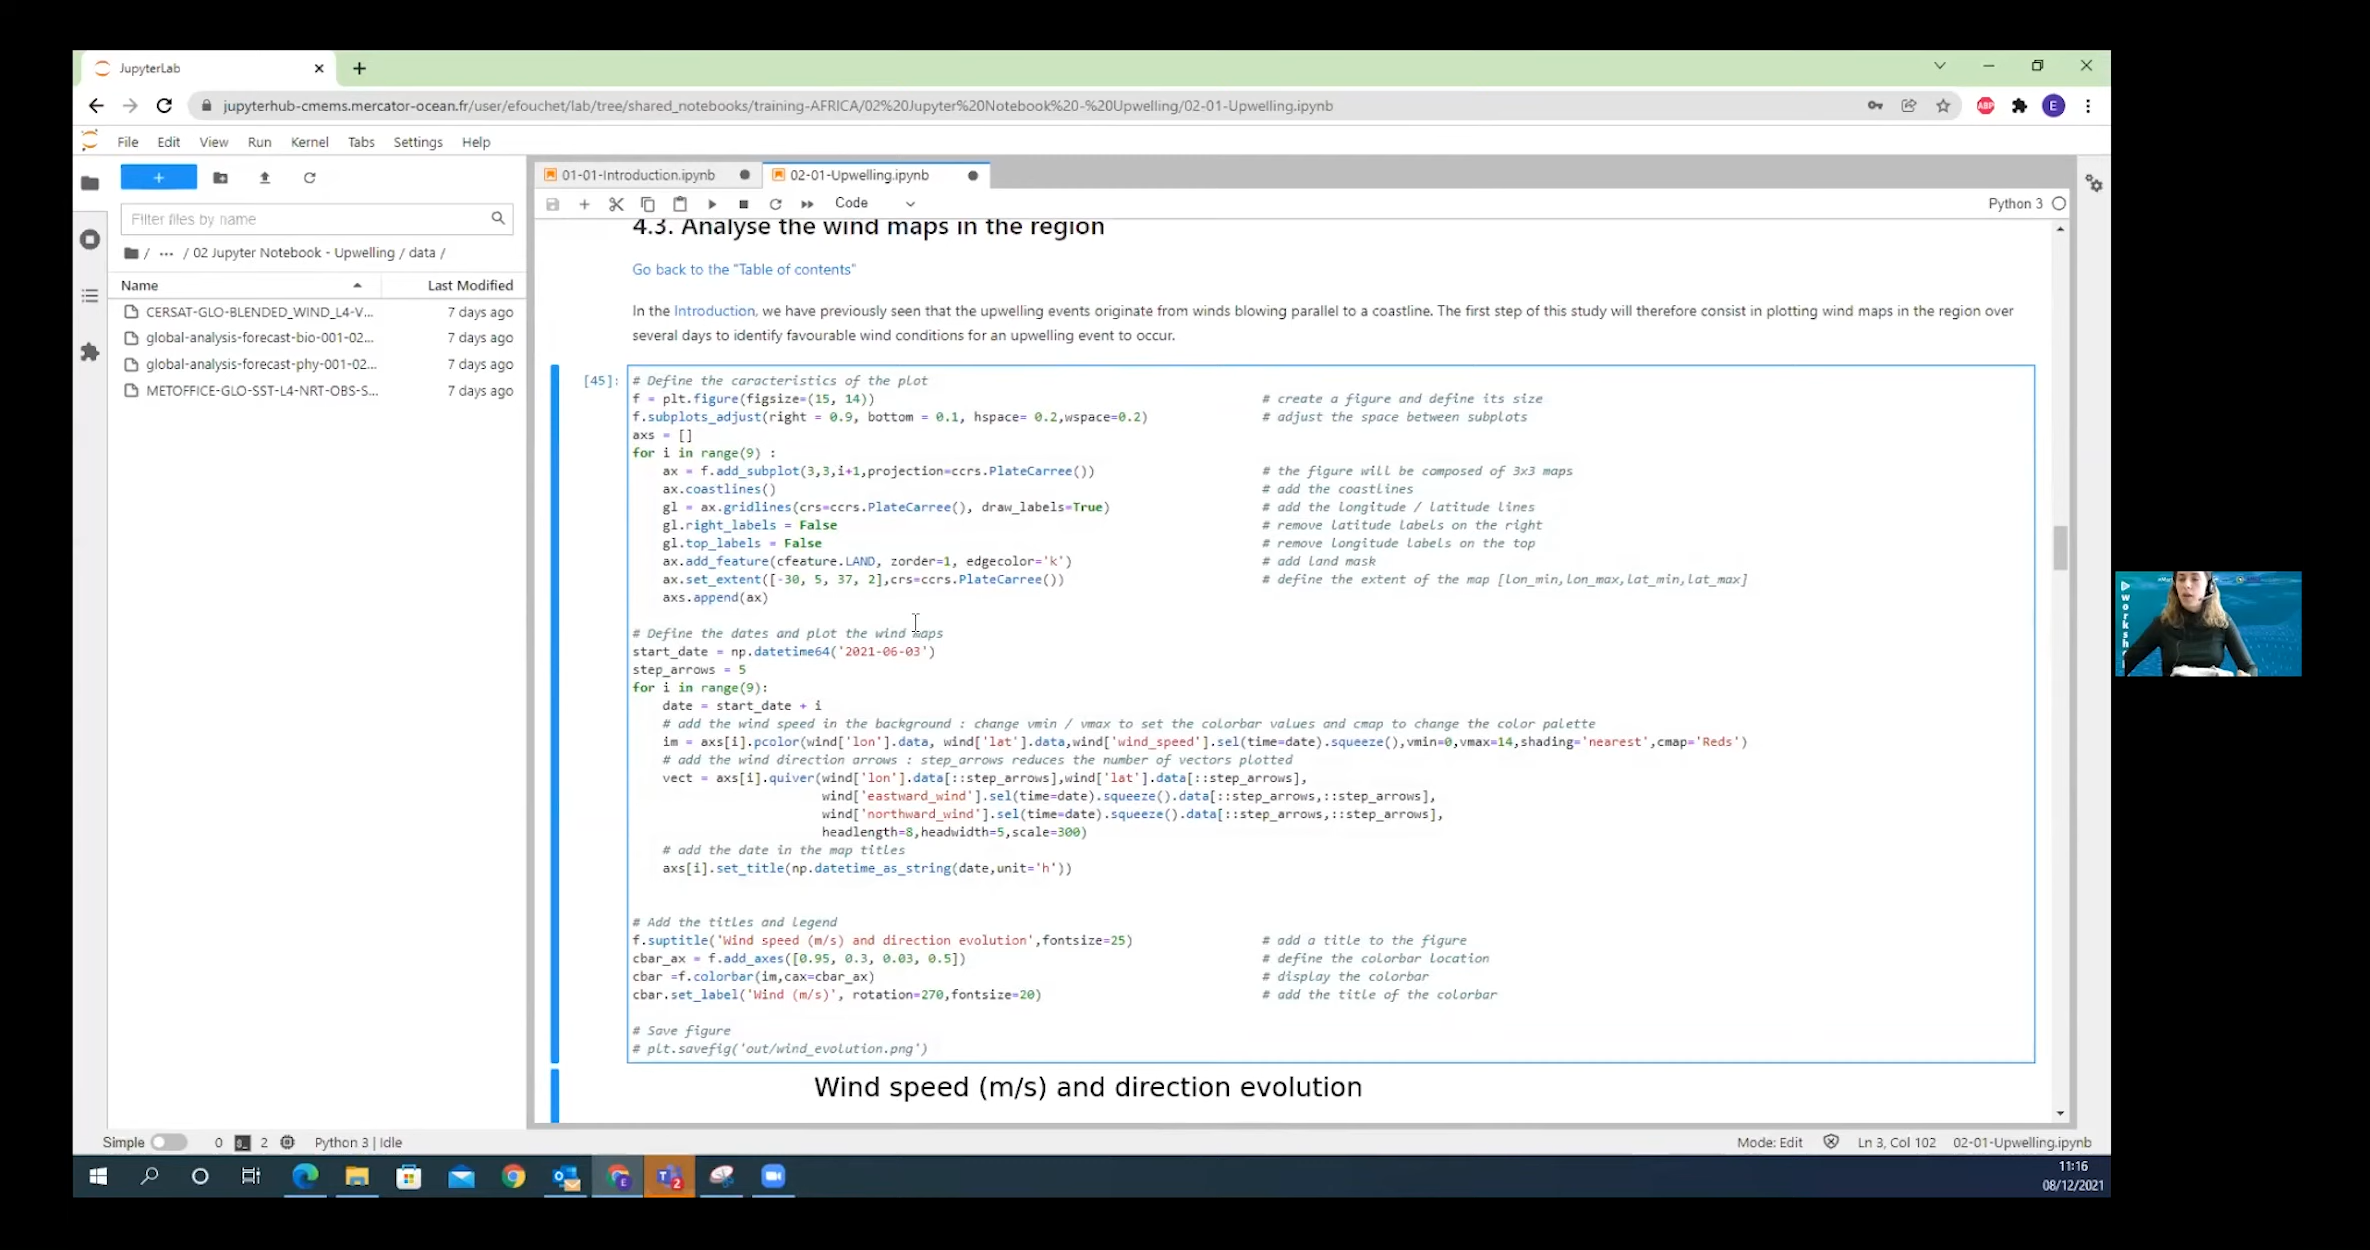 JupyterLab
jupyterhub-cmems.mercator-ocean.fr/user/efouchet/lab/tree/shared_notebooks/training-AFRICA/02%20Jupyter%20Notebook%20-%20Upwelling/02-01-Upwelling.ipynb
ABP
E
File Edit View Run Kernel Tabs Settings Help
+
Filter files by name
/ ··· / 02 Jupyter Notebook - Upwelling / data /
Name Last Modified
CERSAT-GLO-BLENDED_WIND_L4-V... 7 days ago
global-analysis-forecast-bio-001-02... 7 days ago
global-analysis-forecast-phy-001-02... 7 days ago
METOFFICE-GLO-SST-L4-NRT-OBS-S... 7 days ago
01-01-Introduction.ipynb 02-01-Upwelling.ipynb
Code Python 3
4.3. Analyse the wind maps in the region
Go back to the "Table of contents"
In the Introduction, we have previously seen that the upwelling events originate from winds blowing parallel to a coastline. The first step of this study will therefore consist in plotting wind maps in the region over
several days to identify favourable wind conditions for an upwelling event to occur.
[45]: # Define the caracteristics of the plot
f = plt.figure(figsize=(15, 14)) # create a figure and define its size
f.subplots_adjust(right = 0.9, bottom = 0.1, hspace= 0.2,wspace=0.2) # adjust the space between subplots
axs = []
for i in range(9) :
ax = f.add_subplot(3,3,i+1,projection=ccrs.PlateCarree()) # the figure will be composed of 3x3 maps
ax.coastlines() # add the coastlines
gl = ax.gridlines(crs=ccrs.PlateCarree(), draw_labels=True) # add the longitude / latitude lines
gl.right_labels = False # remove latitude labels on the right
gl.top_labels = False # remove longitude labels on the top
ax.add_feature(cfeature.LAND, zorder=1, edgecolor='k') # add land mask
ax.set_extent([-30, 5, 37, 2],crs=ccrs.PlateCarree()) # define the extent of the map [lon_min,lon_max,lat_min,lat_max]
axs.append(ax)
# Define the dates and plot the wind maps
start_date = np.datetime64('2021-06-03')
step_arrows = 5
for i in range(9):
date = start_date + i
# add the wind speed in the background : change vmin / vmax to set the colorbar values and cmap to change the color palette
im = axs[i].pcolor(wind['lon'].data, wind['lat'].data,wind['wind_speed'].sel(time=date).squeeze(),vmin=0,vmax=14,shading='nearest',cmap='Reds')
# add the wind direction arrows : step_arrows reduces the number of vectors plotted
vect = axs[i].quiver(wind['lon'].data[::step_arrows],wind['lat'].data[::step_arrows],
wind['eastward_wind'].sel(time=date).squeeze().data[::step_arrows,::step_arrows],
wind['northward_wind'].sel(time=date).squeeze().data[::step_arrows,::step_arrows],
headlength=8,headwidth=5,scale=300)
# add the date in the map titles
axs[i].set_title(np.datetime_as_string(date,unit='h'))
# Add the titles and legend
f.suptitle('Wind speed (m/s) and direction evolution',fontsize=25) # add a title to the figure
cbar_ax = f.add_axes([0.95, 0.3, 0.03, 0.5]) # define the colorbar location
cbar =f.colorbar(im,cax=cbar_ax) # display the colorbar
cbar.set_label('Wind (m/s)', rotation=270,fontsize=20) # add the title of the colorbar
# Save figure
# plt.savefig('out/wind_evolution.png')
Wind speed (m/s) and direction evolution
Simple 0 2 Python 3 | Idle Mode: Edit Ln 3, Col 102 02-01-Upwelling.ipynb
11:16
08/12/2021